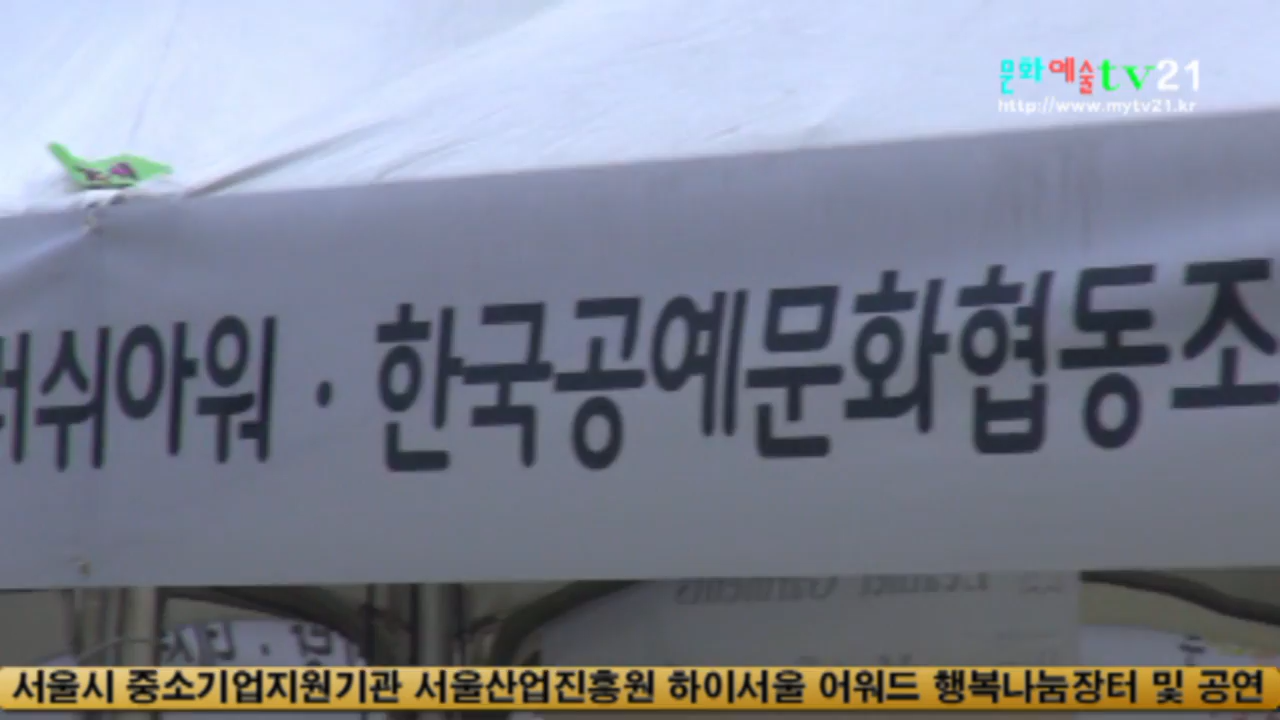 문화예술tv21
http://www.mytv21.kr
러쉬아워 · 한국공예문화협동조
서울시 중소기업지원기관 서울산업진흥원 하이서울 어워드 행복나눔장터 및 공연